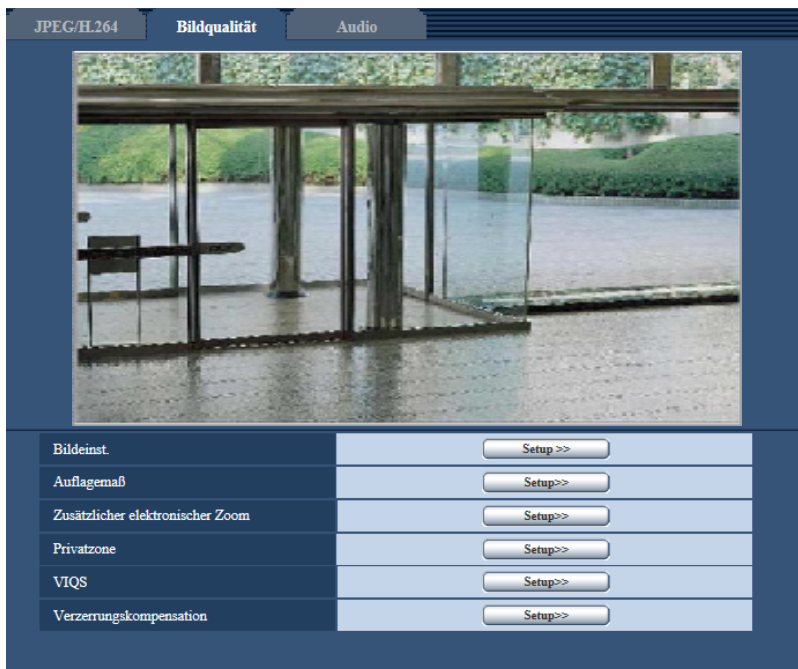 JPEG/H.264 Bildqualität Audio
Bildeinst. Setup >>
Auflagemaß Setup>>
Zusätzlicher elektronischer Zoom Setup>>
Privatzone Setup>>
VIQS Setup>>
Verzerrungskompensation Setup>>